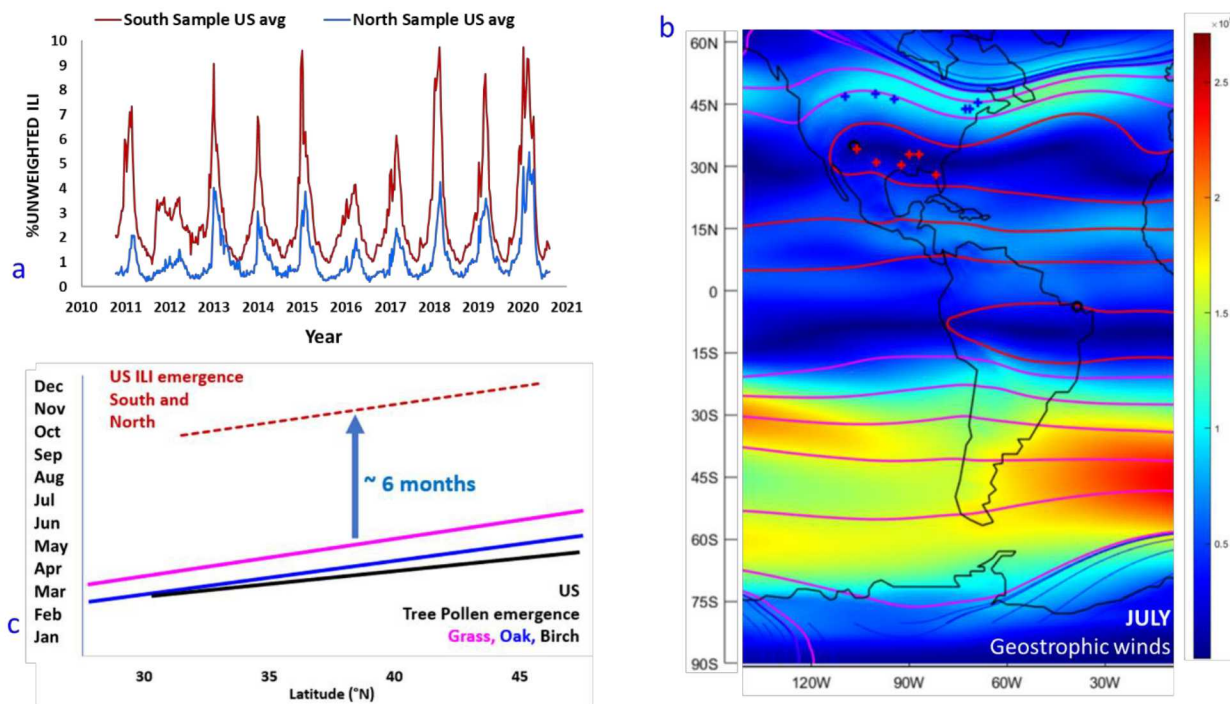 South Sample US avg
North Sample US avg
%UNWEIGHTED ILI
10
9
8
7
6
5
4
3
2
1
0
2010 2011 2012 2013 2014 2015 2016 2017 2018 2019 2020 2021
Year
a
Dec
Nov
Oct
Sep
Aug
Jul
Jun
May
Apr
Mar
Feb
Jan
US ILI emergence
South and
North
~ 6 months
US
Tree Pollen emergence
Grass, Oak, Birch
30 35 40 45
Latitude (°N)
c
b
60N
45N
30N
15N
0
15S
30S
45S
60S
75S
90S
120W 90W 60W 30W
JULY
Geostrophic winds
2.5
2
1.5
1
0.5